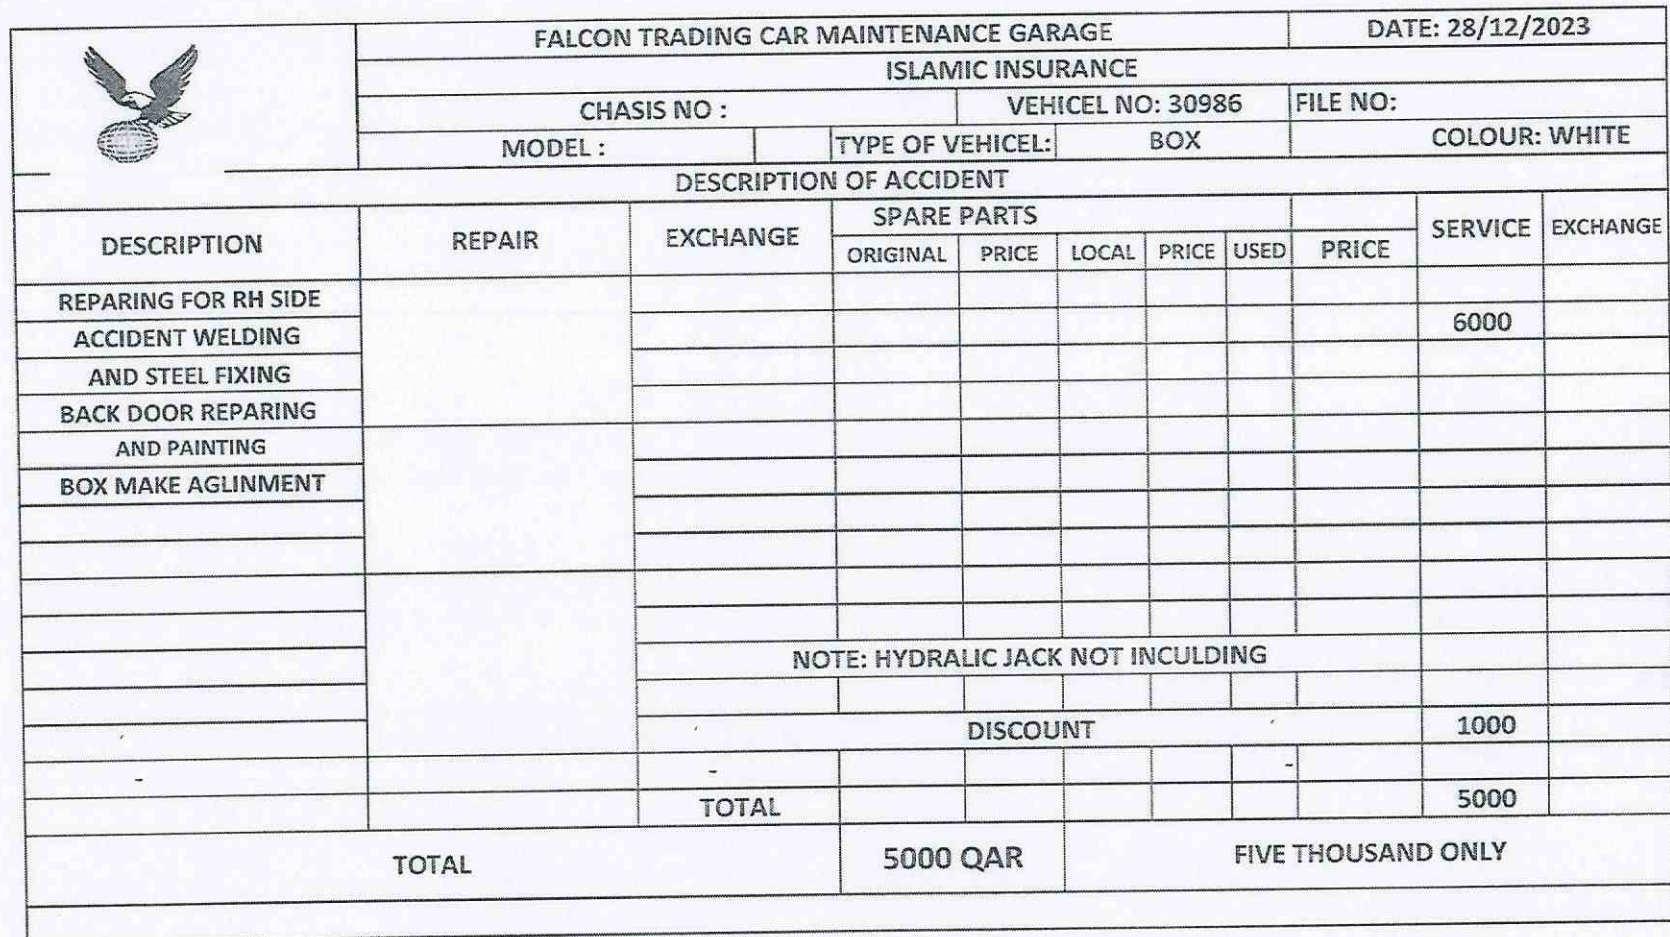 FALCON TRADING CAR MAINTENANCE GARAGE DATE: 28/12/2023
ISLAMIC INSURANCE
CHASIS NO : VEHICEL NO: 30986 FILE NO:
MODEL : TYPE OF VEHICEL: BOX COLOUR: WHITE
DESCRIPTION OF ACCIDENT
DESCRIPTION REPAIR EXCHANGE SPARE PARTS SERVICE EXCHANGE
ORIGINAL PRICE LOCAL PRICE USED PRICE
REPARING FOR RH SIDE
ACCIDENT WELDING 6000
AND STEEL FIXING
BACK DOOR REPARING
AND PAINTING
BOX MAKE AGLINMENT
NOTE: HYDRALIC JACK NOT INCULDING
DISCOUNT 1000
TOTAL 5000
TOTAL 5000 QAR FIVE THOUSAND ONLY